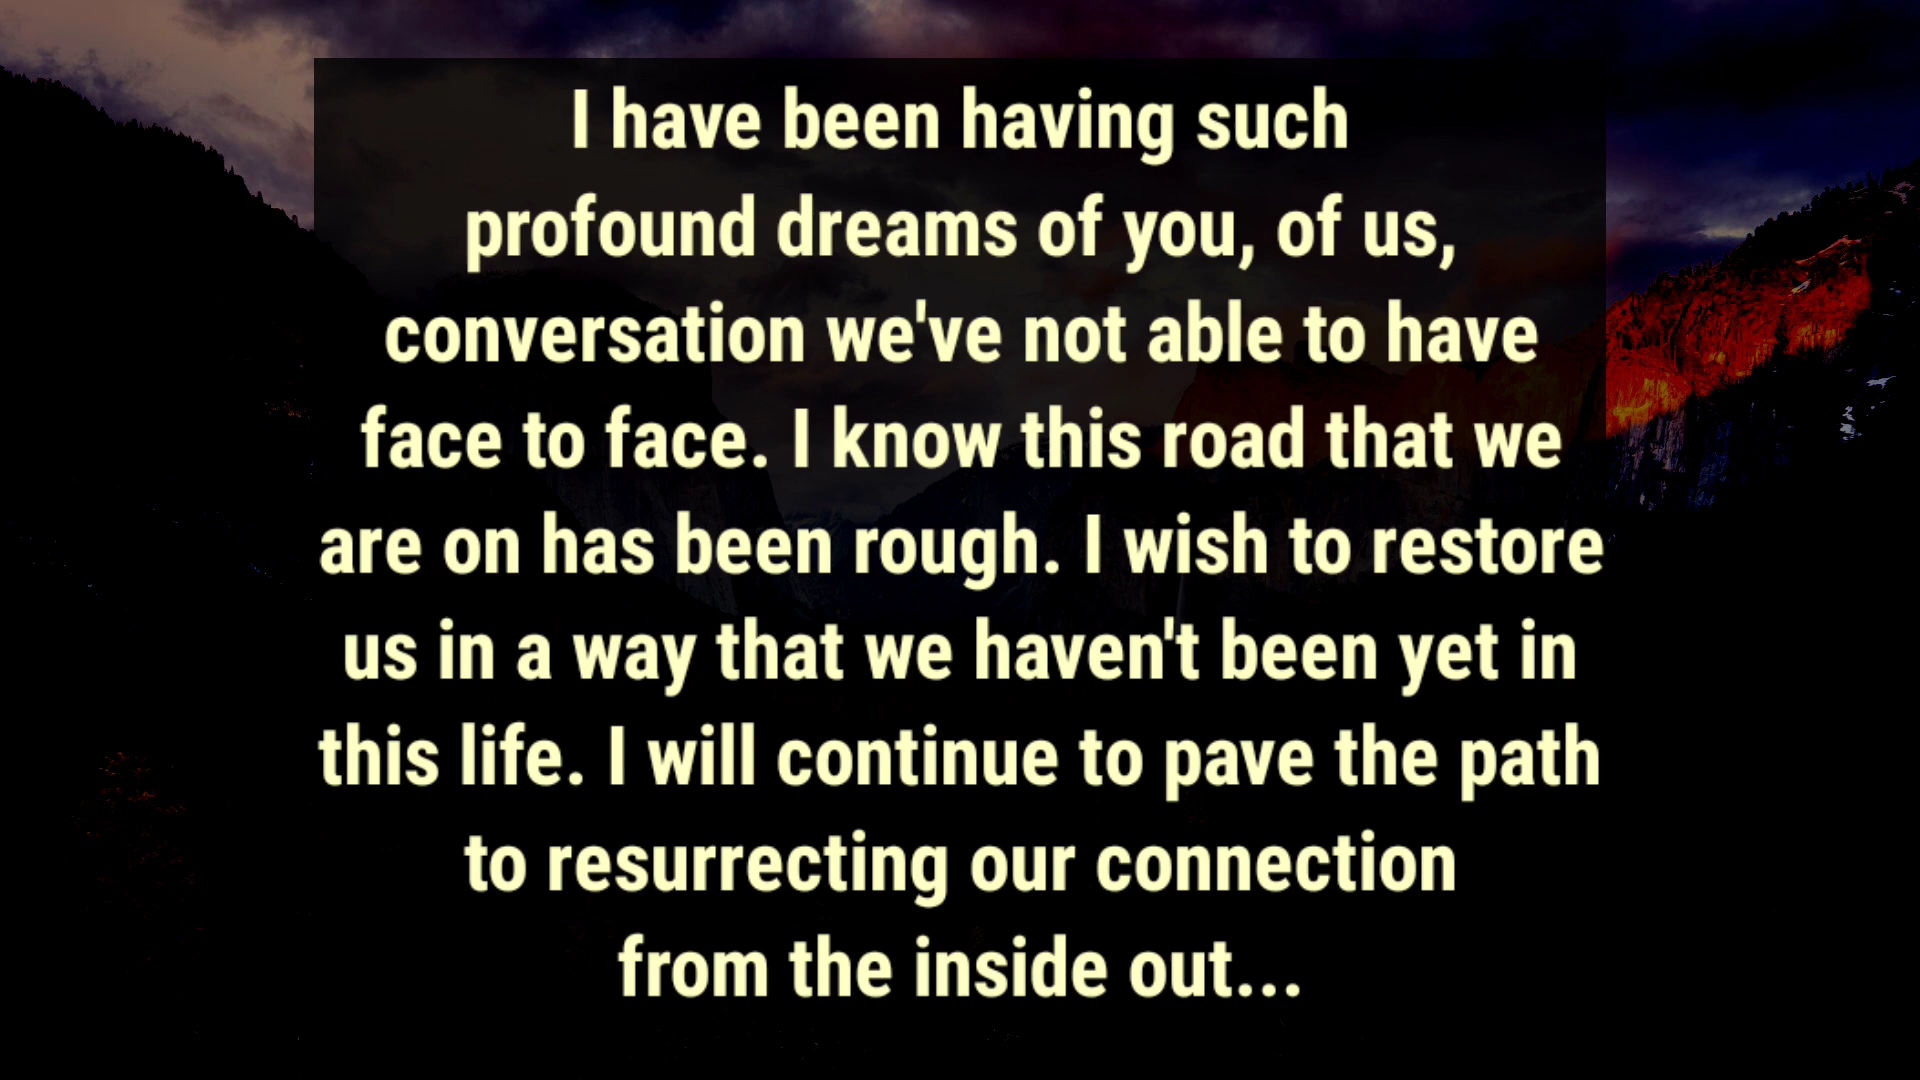 I have been having such
profound dreams of you, of us,
conversation we've not able to have
face to face. I know this road that we
are on has been rough. I wish to restore
us in a way that we haven't been yet in
this life. I will continue to pave the path
to resurrecting our connection
from the inside out...